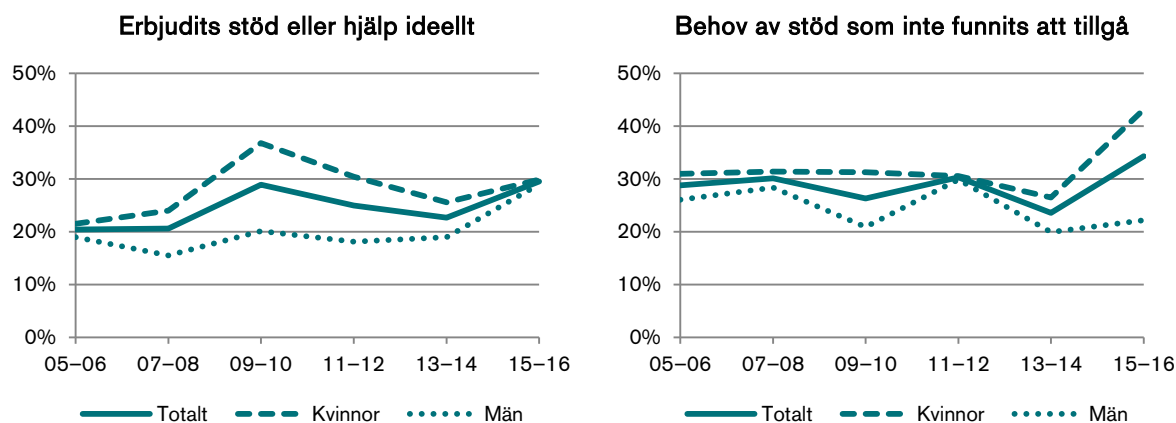 Erbjudits stöd eller hjälp ideellt
50%
40%
30%
20%
10%
0%
05–06 07–08 09–10 11–12 13–14 15–16
Totalt Kvinnor Män
Behov av stöd som inte funnits att tillgå
50%
40%
30%
20%
10%
0%
05–06 07–08 09–10 11–12 13–14 15–16
Totalt Kvinnor Män